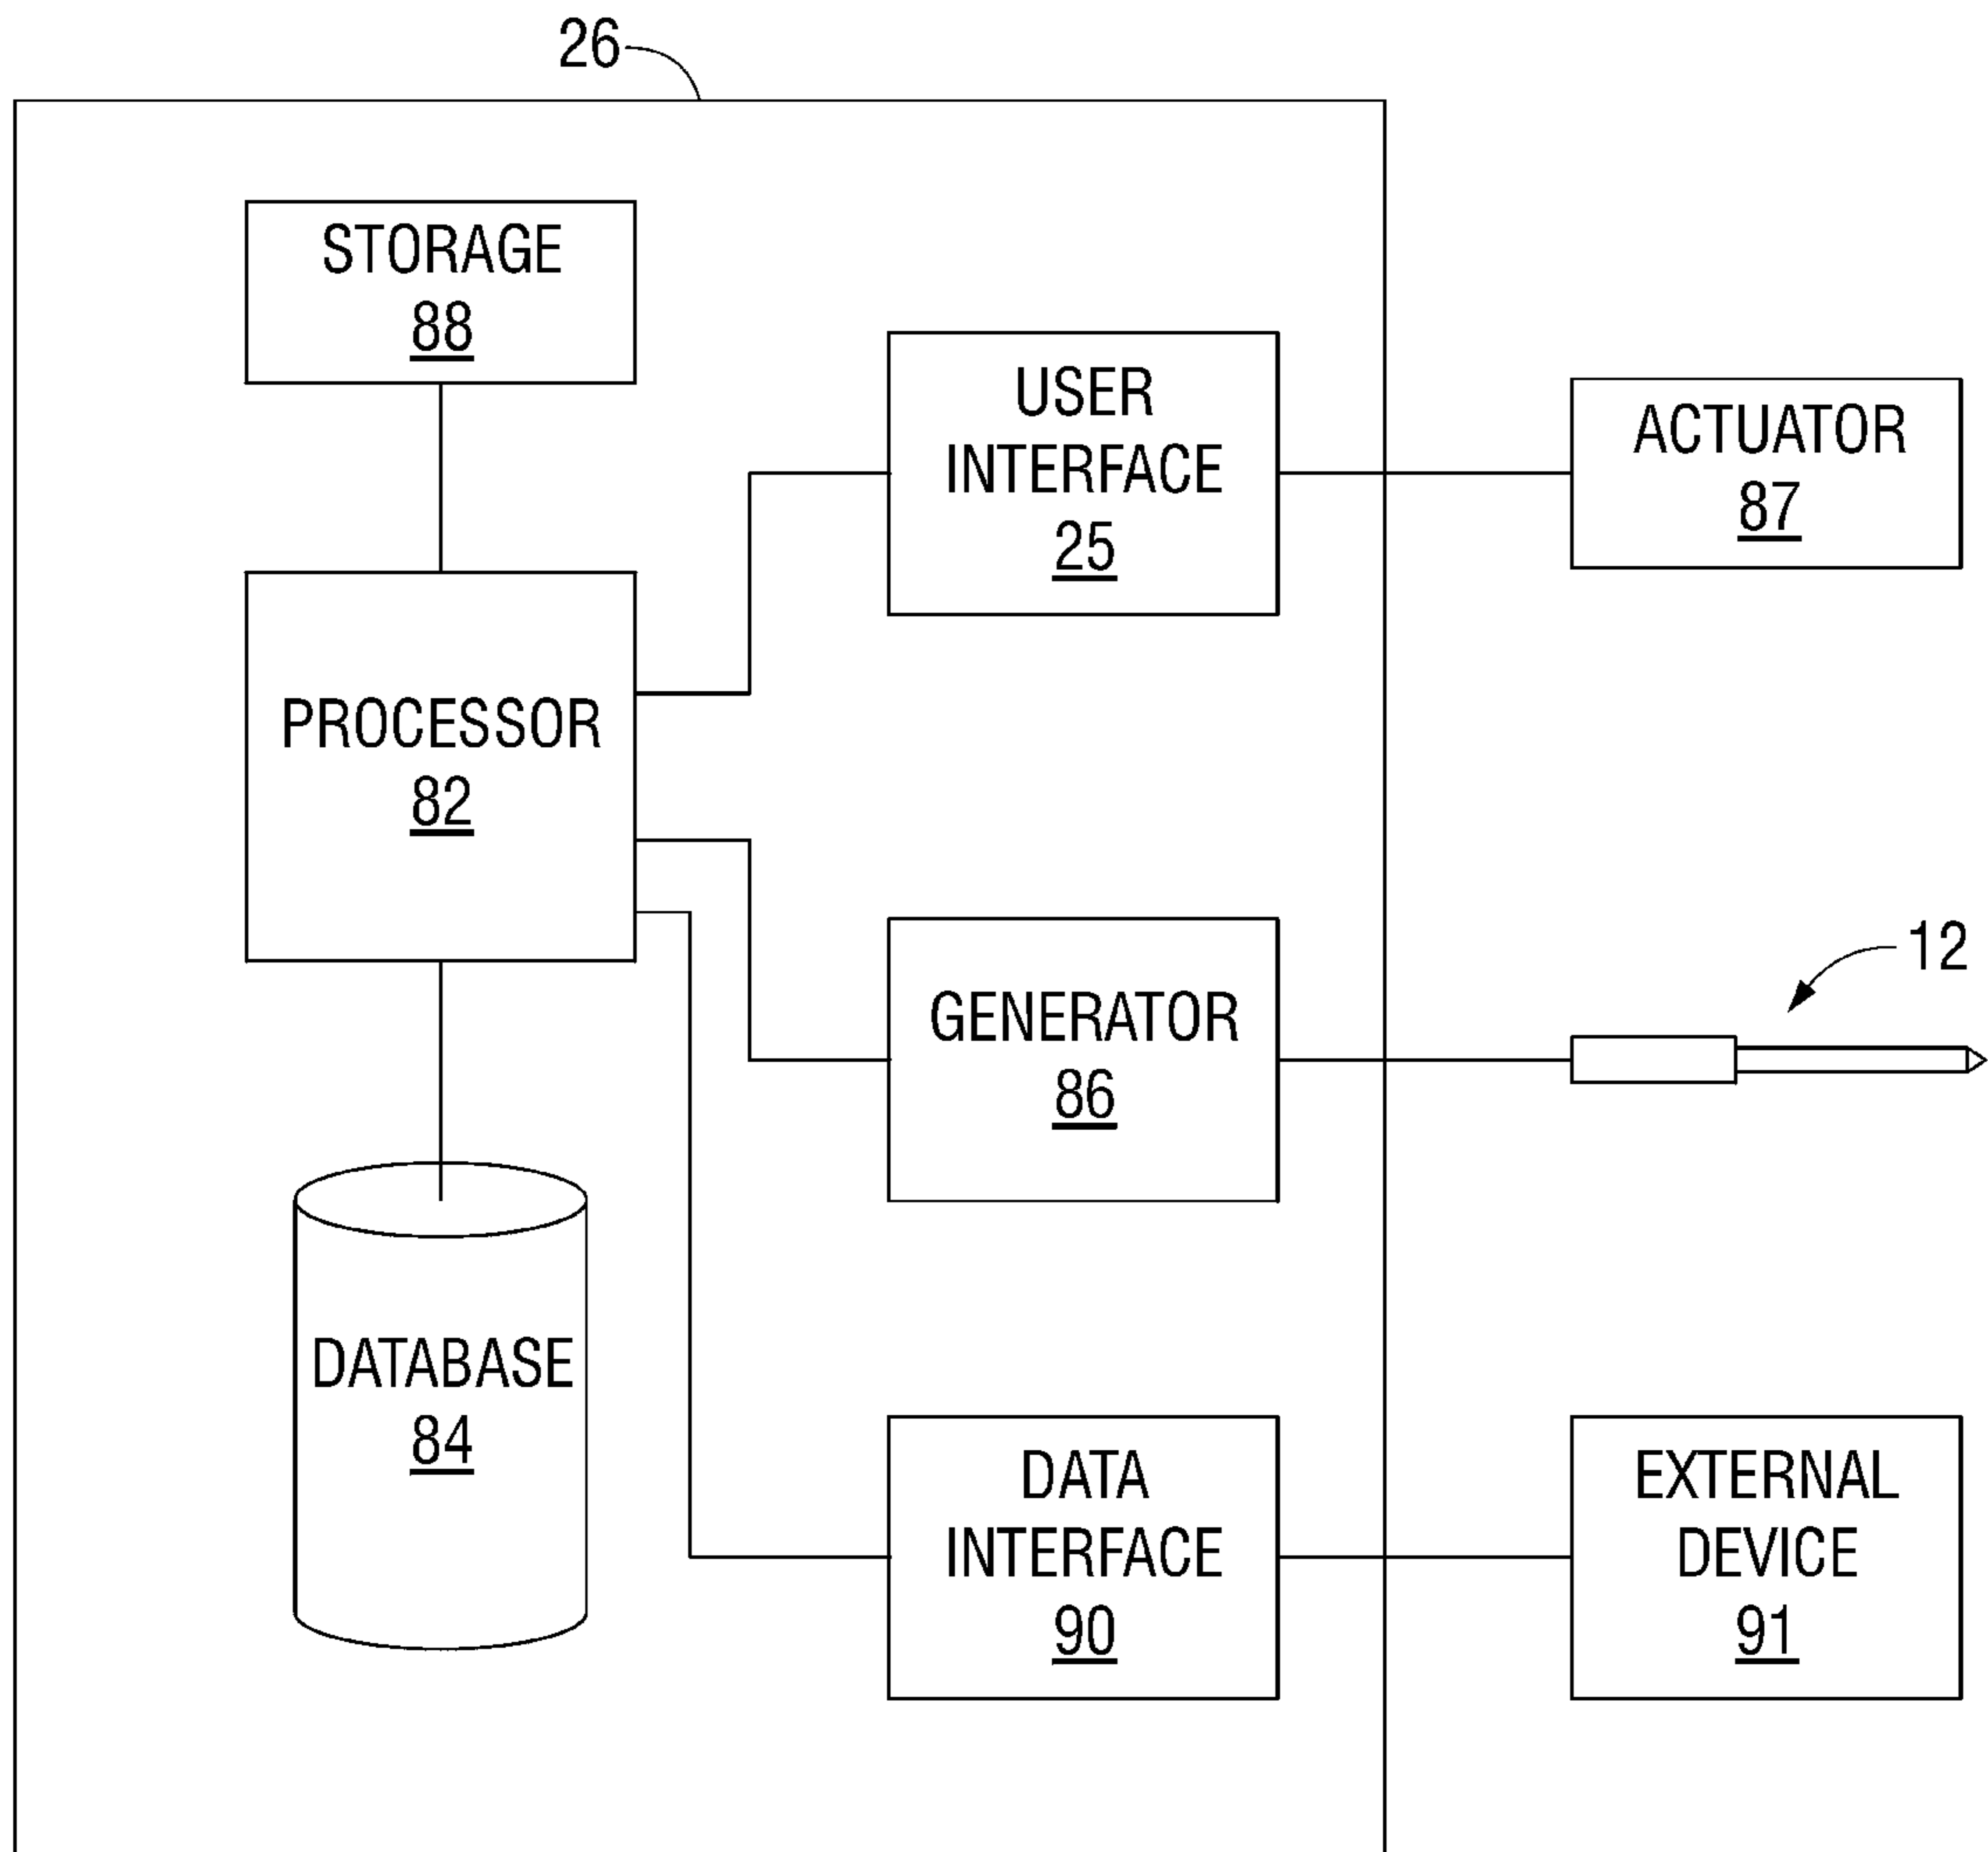 26
STORAGE
88
USER
INTERFACE
25
ACTUATOR
87
PROCESSOR
82
GENERATOR
86
12
DATABASE
84
DATA
INTERFACE
90
EXTERNAL
DEVICE
91